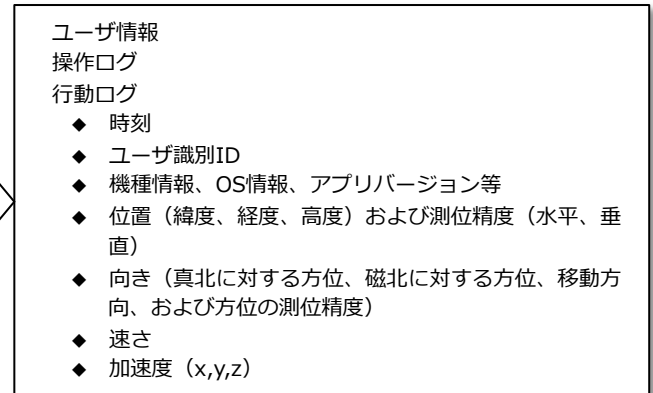 ユーザ情報
操作ログ
行動ログ
◆ 時刻
◆ ユーザ識別ID
◆ 機種情報、OS情報、アプリバージョン等
◆ 位置（緯度、経度、高度）および測位精度（水平、垂
直）
◆ 向き（真北に対する方位、磁北に対する方位、移動方
向、および方位の測位精度）
◆ 速さ
◆ 加速度（x,y,z）